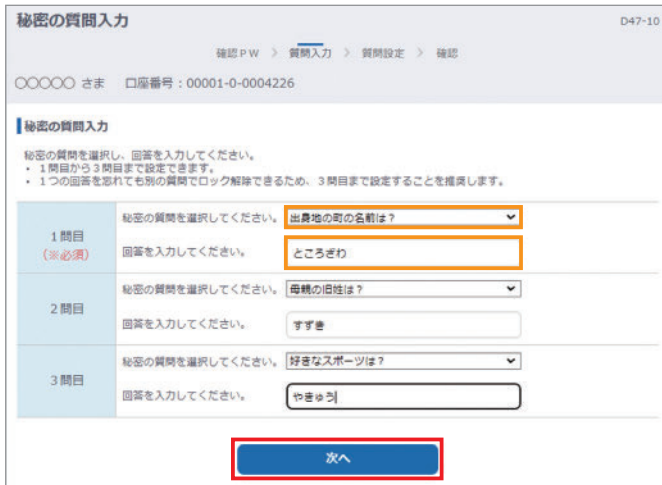 秘密の質問入力
D47-10
確認PW > 質問入力 > 質問設定 > 確認
○○○○○ さま 口座番号：00001-0-0004226
秘密の質問入力
秘密の質問を選択し、回答を入力してください。
・ 1問目から3問目まで設定できます。
・ 1つの回答を忘れても別の質問でロック解除できるため、3問目まで設定することを推奨します。
1問目
（※必須）
秘密の質問を選択してください。 出身地の町の名前は？
回答を入力してください。 ところざわ
2問目
秘密の質問を選択してください。 母親の旧姓は？
回答を入力してください。 すずき
3問目
秘密の質問を選択してください。 好きなスポーツは？
回答を入力してください。 やきゅう
次へ